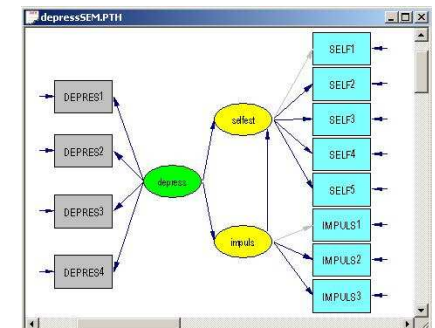 depressSEM.PTH
SELF1
SELF2
DEPRES1
selfest
SELF3
DEPRES2
SELF4
depress
SELF5
DEPRES3
IMPULS1
impuls
IMPULS2
DEPRES4
IMPULS3